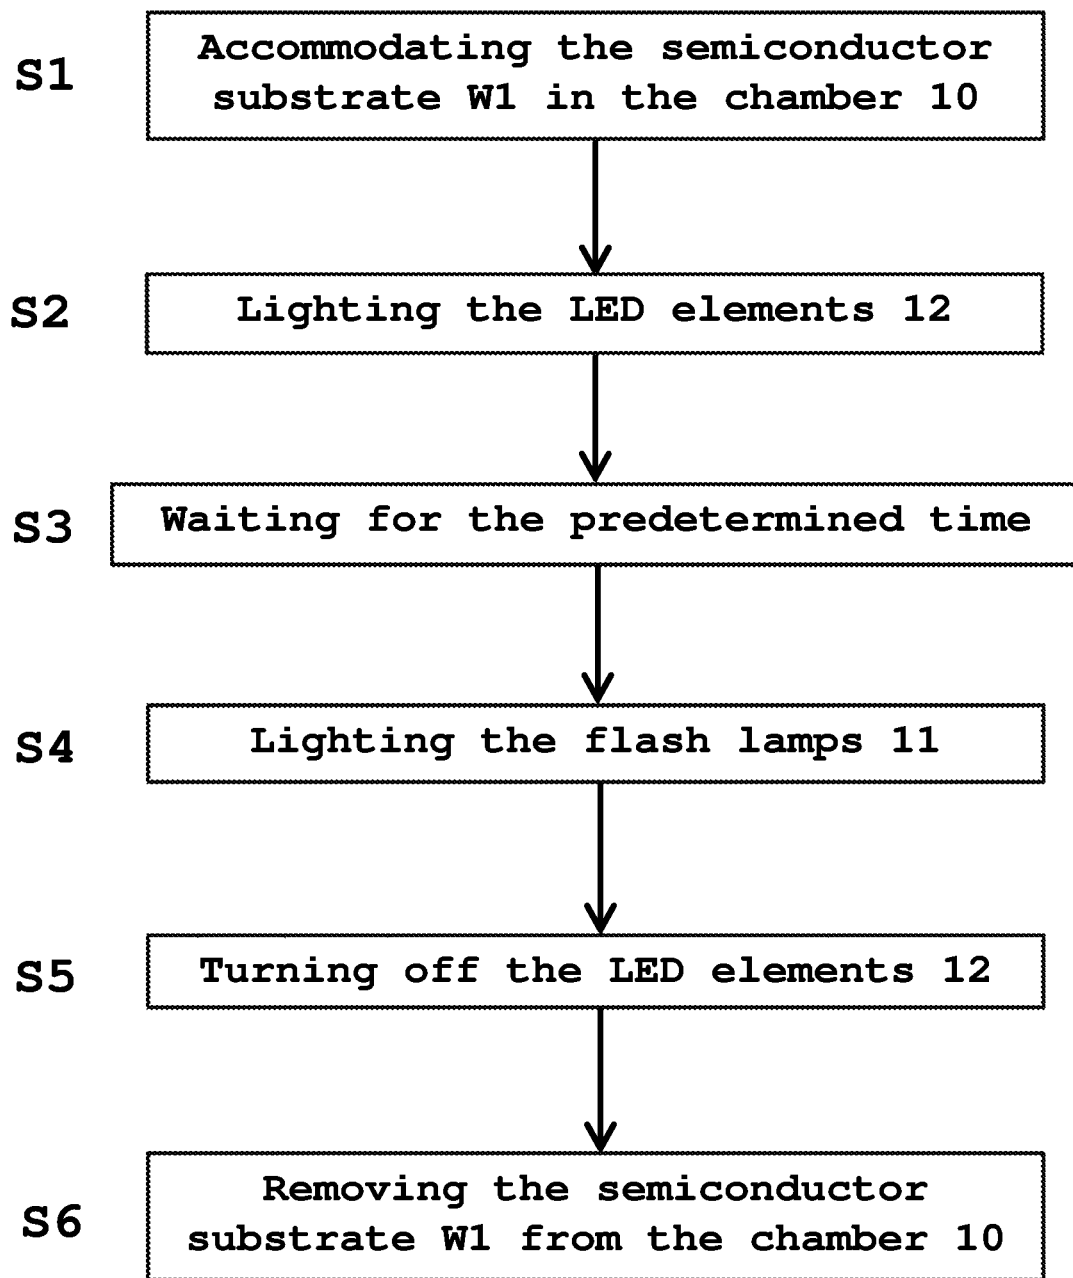 S1
Accommodating the semiconductor
substrate W1 in the chamber 10
S2
Lighting the LED elements 12
S3
Waiting for the predetermined time
S4
Lighting the flash lamps 11
S5
Turning off the LED elements 12
S6
Removing the semiconductor
substrate W1 from the chamber 10